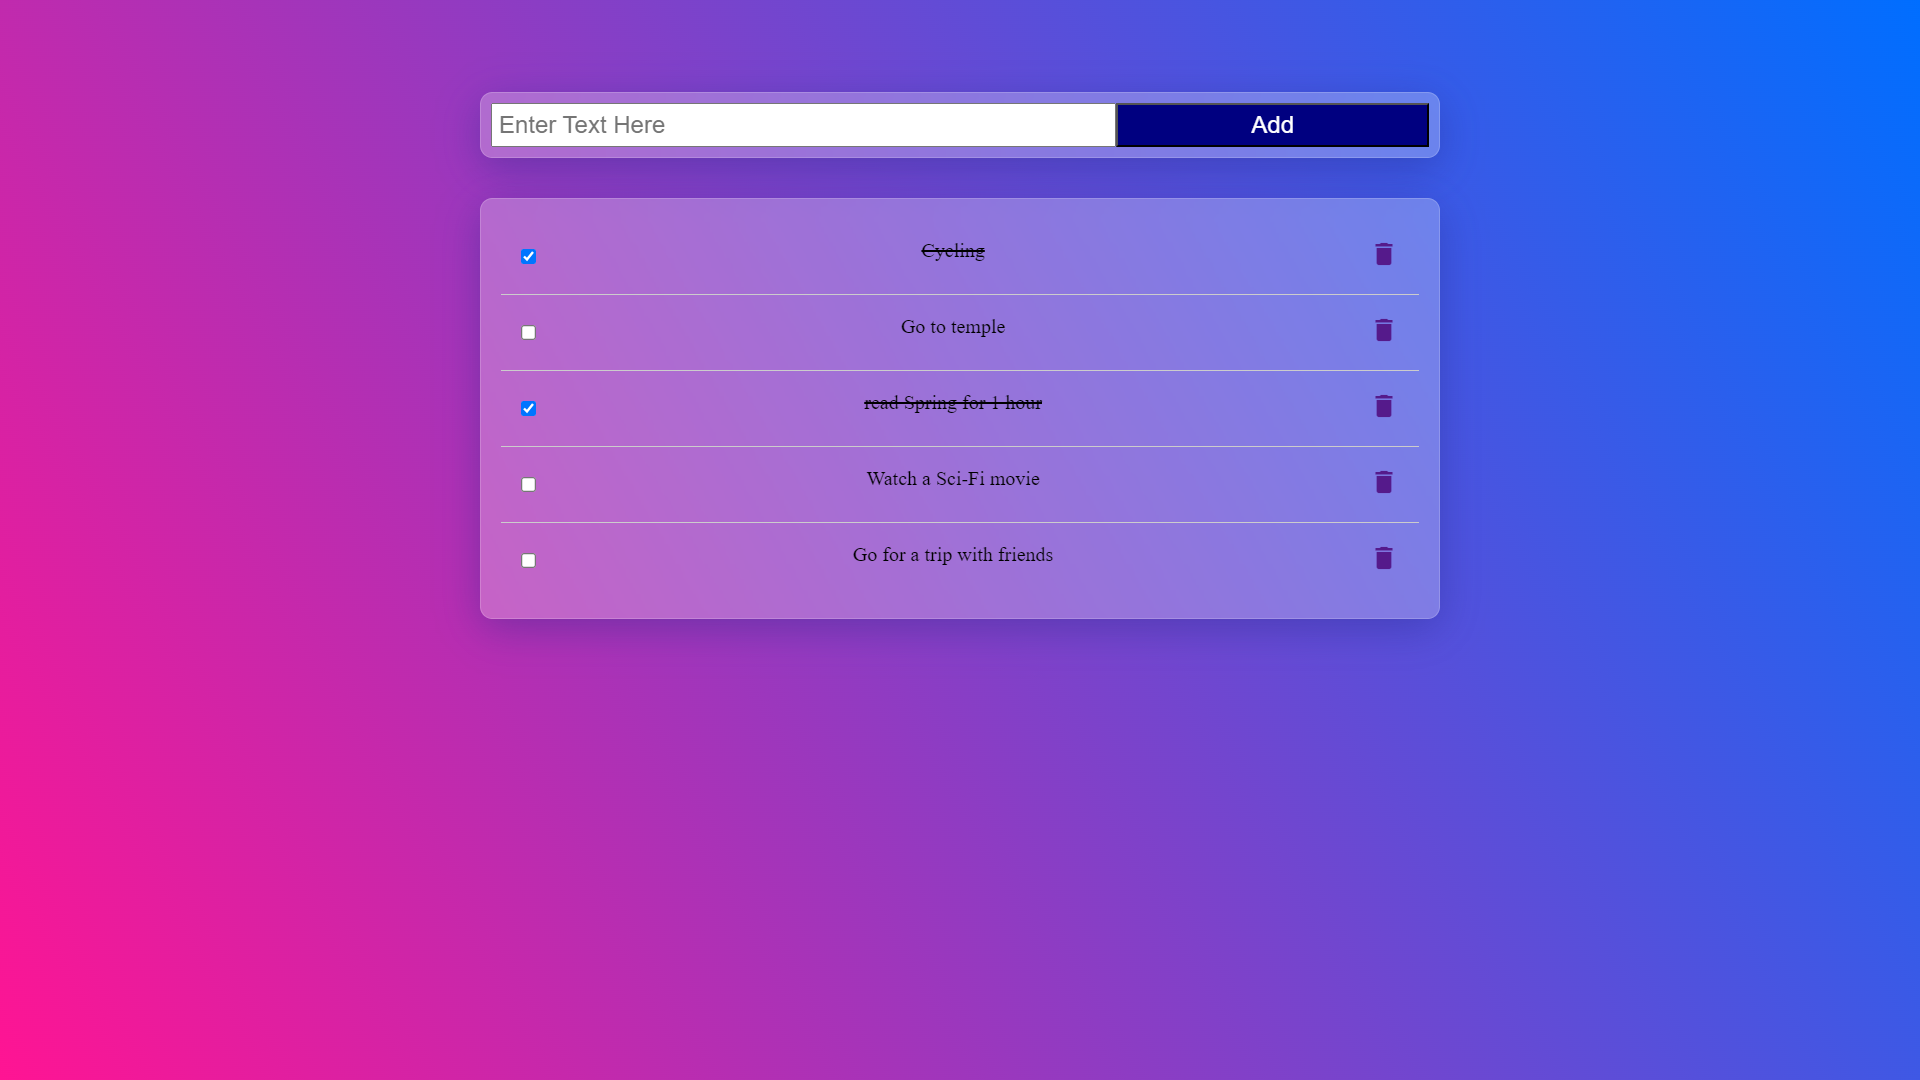 Enter Text Here
Add
Cycling
Go to temple
read Spring for 1 hour
Watch a Sci-Fi movie
Go for a trip with friends